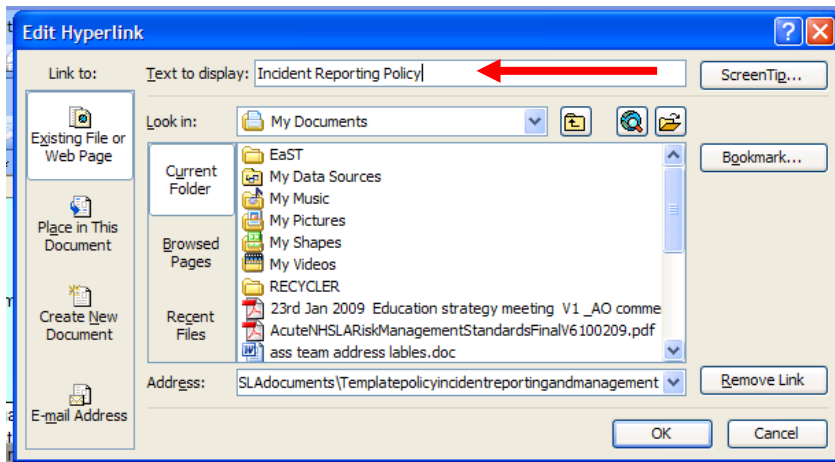 Edit Hyperlink
Link to:
Text to display: Incident Reporting Policy
ScreenTip...
Existing File or
Web Page
Place in This
Document
Create New
Document
E-mail Address
Look in: My Documents
Current
Folder
Browsed
Pages
Recent
Files
EaST
My Data Sources
My Music
My Pictures
My Shapes
My Videos
RECYCLER
23rd Jan 2009 Education strategy meeting V1 _AO comme
AcuteNHSLARiskManagementStandardsFinalV6100209.pdf
ass team address lables.doc
Bookmark...
Address: SLAdocuments\Templatepolicyincidentreportingandmanagement
Remove Link
OK
Cancel